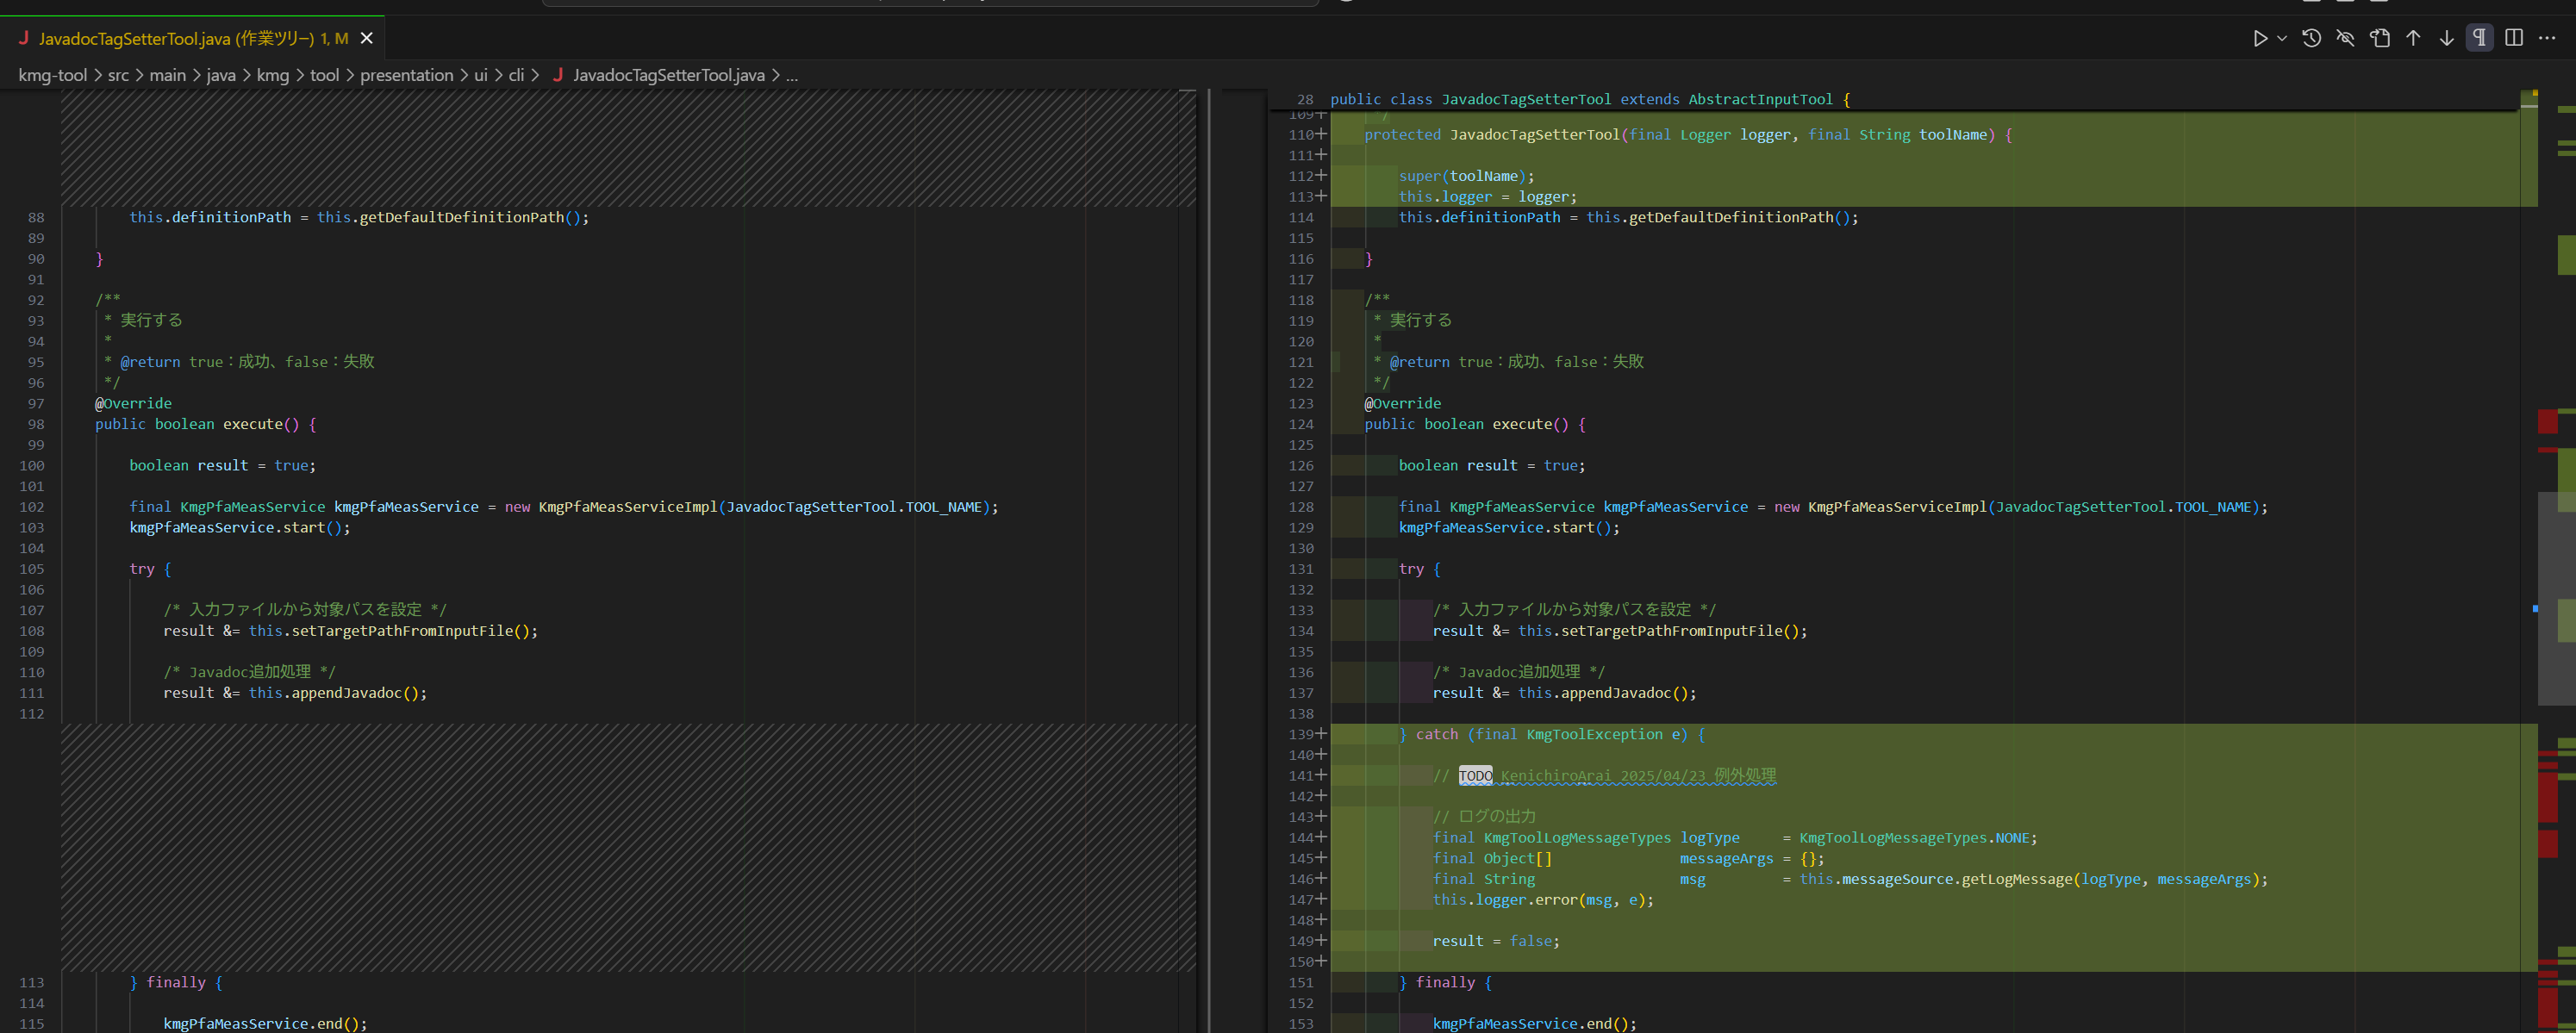 JavadocTagSetterTool.java (作業ツリー) 1, M
kmg-tool > src > main > java > kmg > tool > presentation > ui > cli > JavadocTagSetterTool.java > ...
88 this.definitionPath = this.getDefaultDefinitionPath();
89
90 }
91
92 /**
93 * 実行する
94 *
95 * @return true：成功、false：失敗
96 */
97 @Override
98 public boolean execute() {
99
100 boolean result = true;
101
102 final KmgPfaMeasService kmgPfaMeasService = new KmgPfaMeasServiceImpl(JavadocTagSetterTool.TOOL_NAME);
103 kmgPfaMeasService.start();
104
105 try {
106
107 /* 入力ファイルから対象パスを設定 */
108 result &= this.setTargetPathFromInputFile();
109
110 /* Javadoc追加処理 */
111 result &= this.appendJavadoc();
112
113 } finally {
114
115 kmgPfaMeasService.end();
28 public class JavadocTagSetterTool extends AbstractInputTool {
109+ */
110+ protected JavadocTagSetterTool(final Logger logger, final String toolName) {
111+
112+ super(toolName);
113+ this.logger = logger;
114 this.definitionPath = this.getDefaultDefinitionPath();
115
116 }
117
118 /**
119 * 実行する
120 *
121 * @return true：成功、false：失敗
122 */
123 @Override
124 public boolean execute() {
125
126 boolean result = true;
127
128 final KmgPfaMeasService kmgPfaMeasService = new KmgPfaMeasServiceImpl(JavadocTagSetterTool.TOOL_NAME);
129 kmgPfaMeasService.start();
130
131 try {
132
133 /* 入力ファイルから対象パスを設定 */
134 result &= this.setTargetPathFromInputFile();
135
136 /* Javadoc追加処理 */
137 result &= this.appendJavadoc();
138
139+ } catch (final KmgToolException e) {
140+
141+ // TODO KenichiroArai 2025/04/23 例外処理
142+
143+ // ログの出力
144+ final KmgToolLogMessageTypes logType = KmgToolLogMessageTypes.NONE;
145+ final Object[] messageArgs = {};
146+ final String msg = this.messageSource.getLogMessage(logType, messageArgs);
147+ this.logger.error(msg, e);
148+
149+ result = false;
150+
151 } finally {
152
153 kmgPfaMeasService.end();